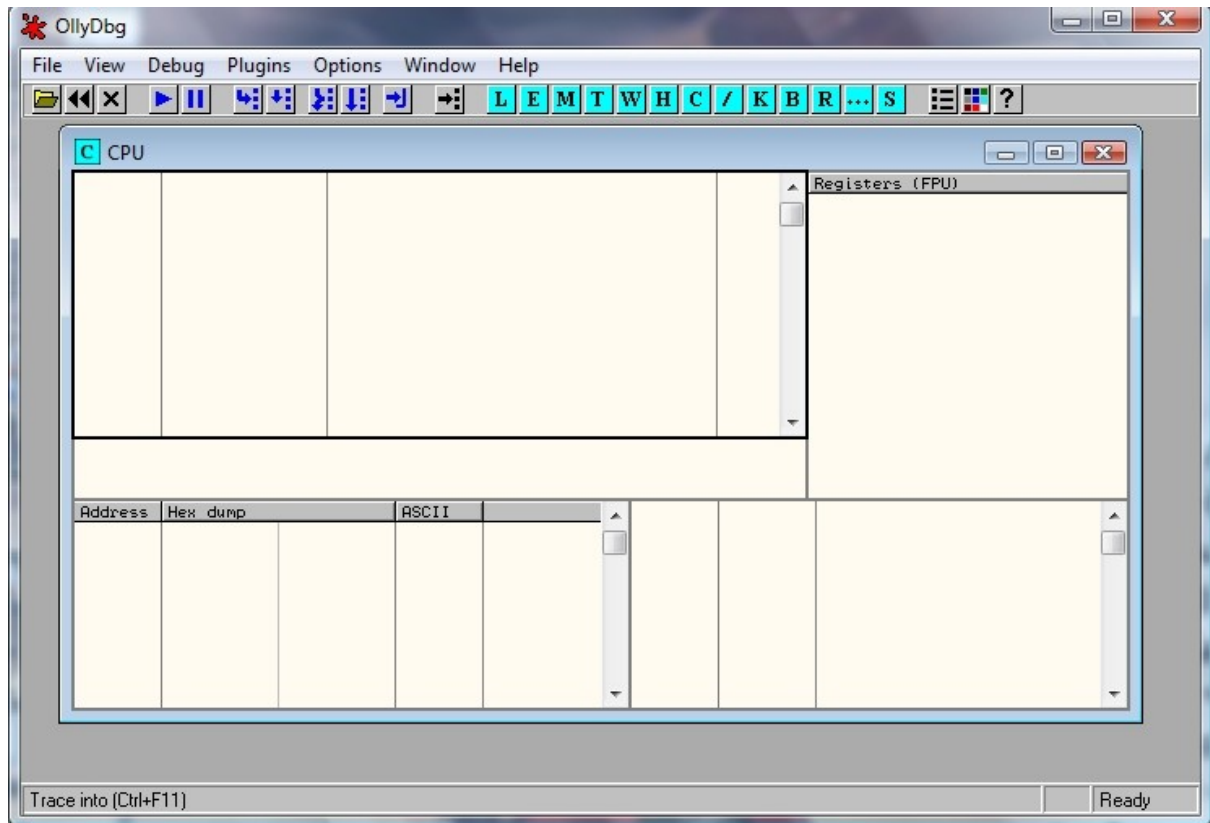 OllyDbg
File View Debug Plugins Options Window Help
L E M T W H C / K B R ... S ?
C CPU
Registers (FPU)
Address Hex dump ASCII
Trace into (Ctrl+F11) Ready